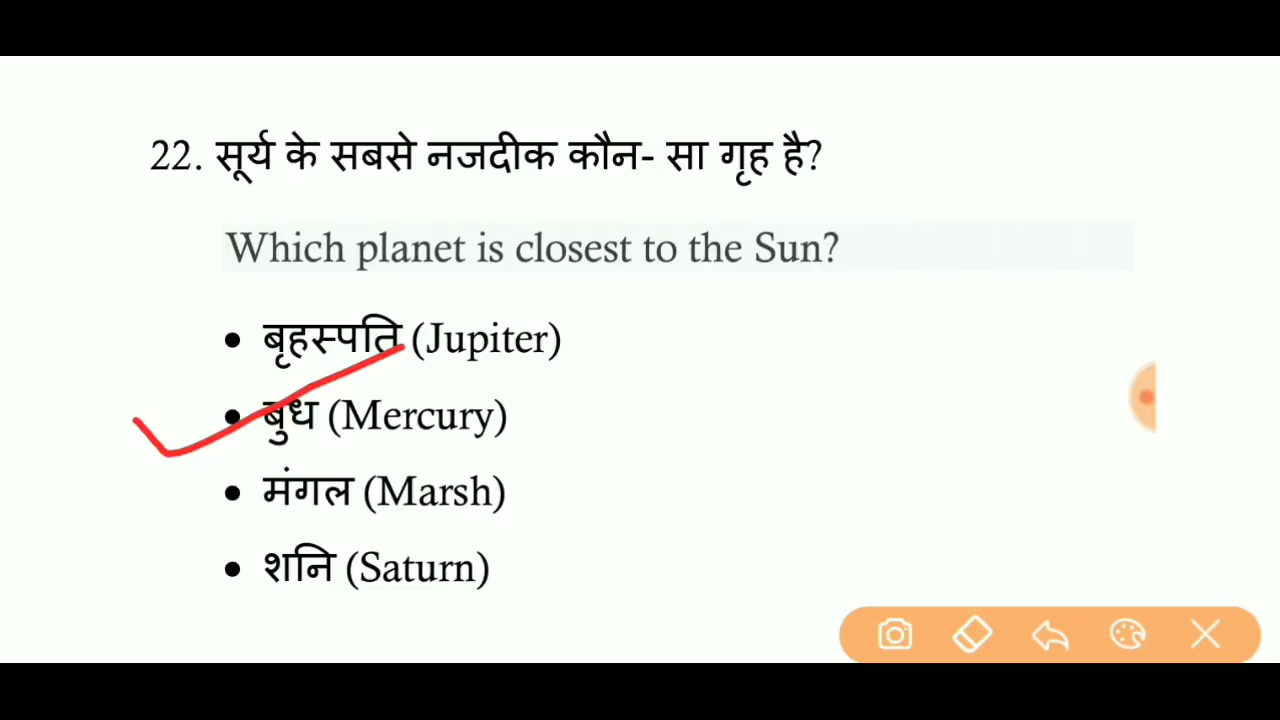 22. सूर्य के सबसे नजदीक कौन- सा गृह है?
Which planet is closest to the Sun?
• बृहस्पति (Jupiter)
• बुध (Mercury)
• मंगल (Marsh)
• शनि (Saturn)